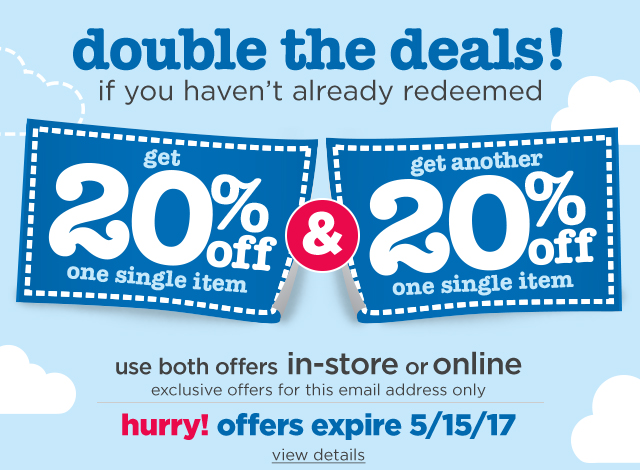 double the deals!
if you haven't already redeemed
get
20% off
one single item
&
get another
20% off
one single item
use both offers in-store or online
exclusive offers for this email address only
hurry! offers expire 5/15/17
view details